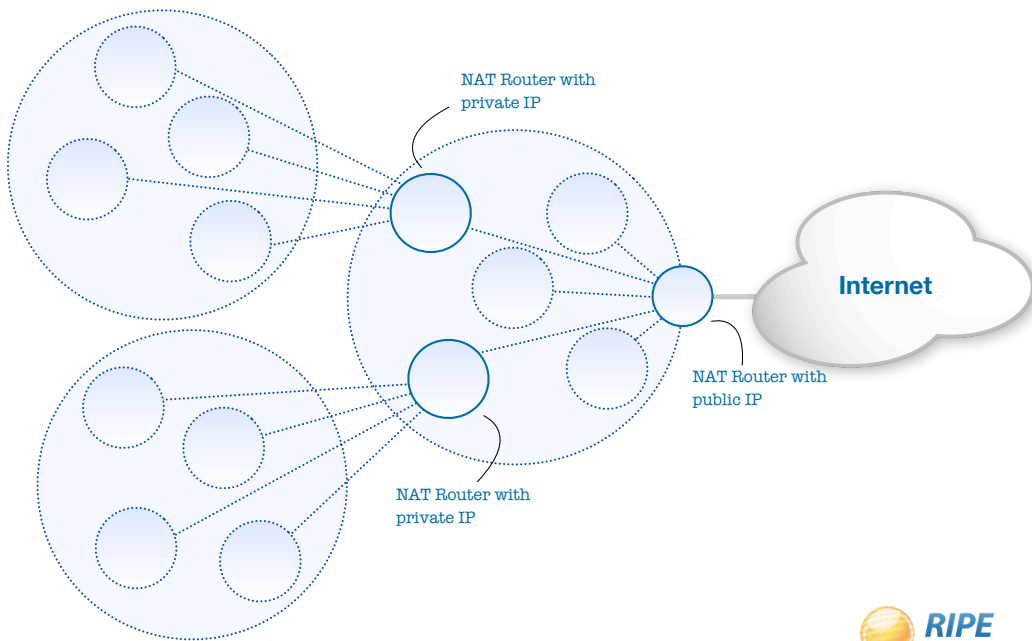 NAT Router with
private IP
Internet
NAT Router with
public IP
NAT Router with
private IP
RIPE